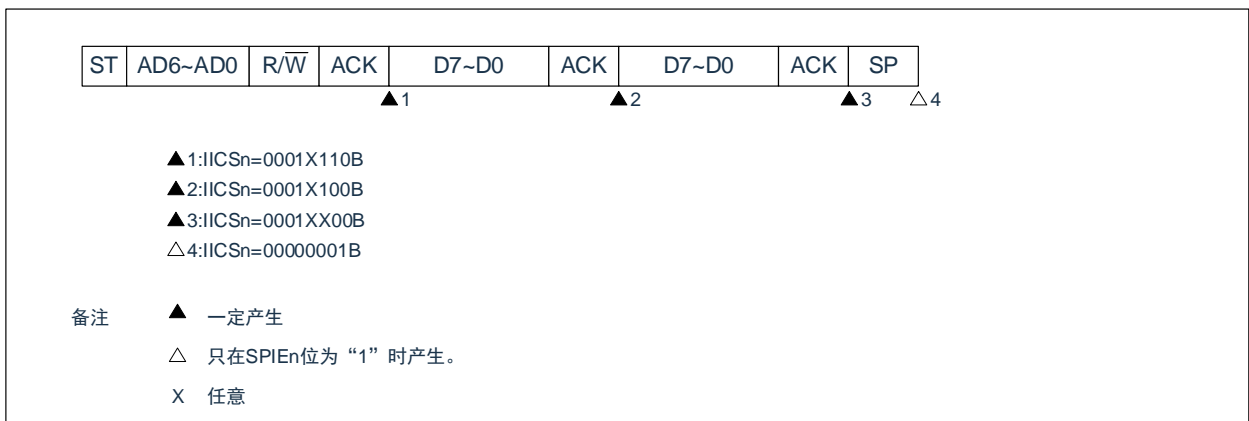 ST AD6~AD0 R/W̅ ACK D7~D0 ACK D7~D0 ACK SP
▲1 ▲2 ▲3 △4
▲1:IICSn=0001X110B
▲2:IICSn=0001X100B
▲3:IICSn=0001XX00B
△4:IICSn=00000001B
备注 ▲ 一定产生
△ 只在SPIEn位为“1”时产生。
X 任意